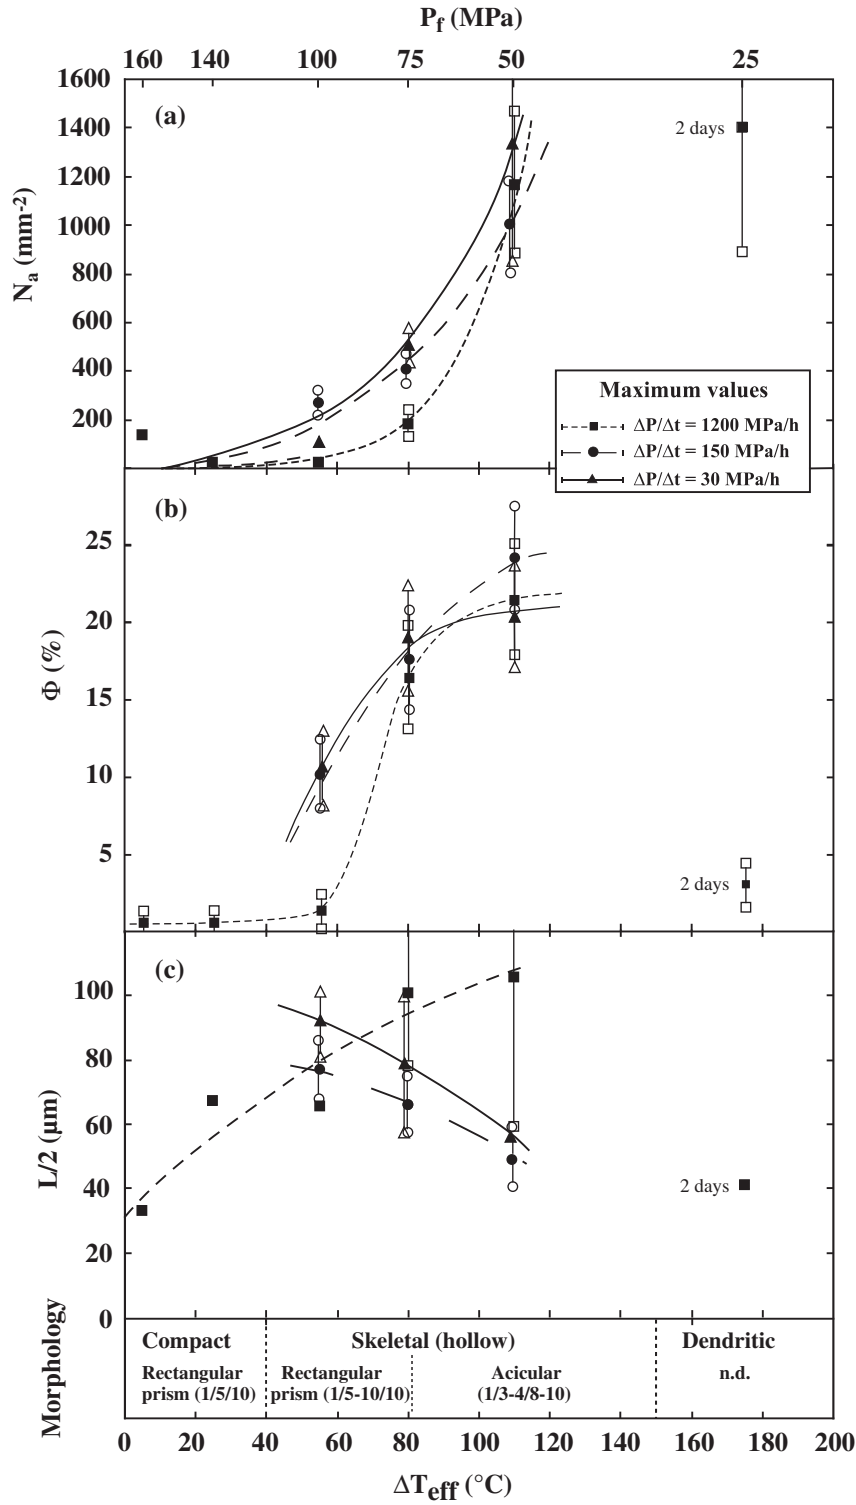 P_f (MPa)
160 140 100 75 50 25
1600
(a)
1400
2 days
1200
1000
N_a (mm^-2)
800
600
400
200
Maximum values
ΔP/Δt = 1200 MPa/h
ΔP/Δt = 150 MPa/h
ΔP/Δt = 30 MPa/h
(b)
25
20
Φ (%)
15
10
5
2 days
(c)
100
80
L/2 (μm)
60
40
2 days
20
0
Morphology
Compact Skeletal (hollow) Dendritic
Rectangular Rectangular Acicular n.d.
prism (1/5/10) prism (1/5-10/10) (1/3-4/8-10)
0 20 40 60 80 100 120 140 160 180 200
ΔT_eff (°C)